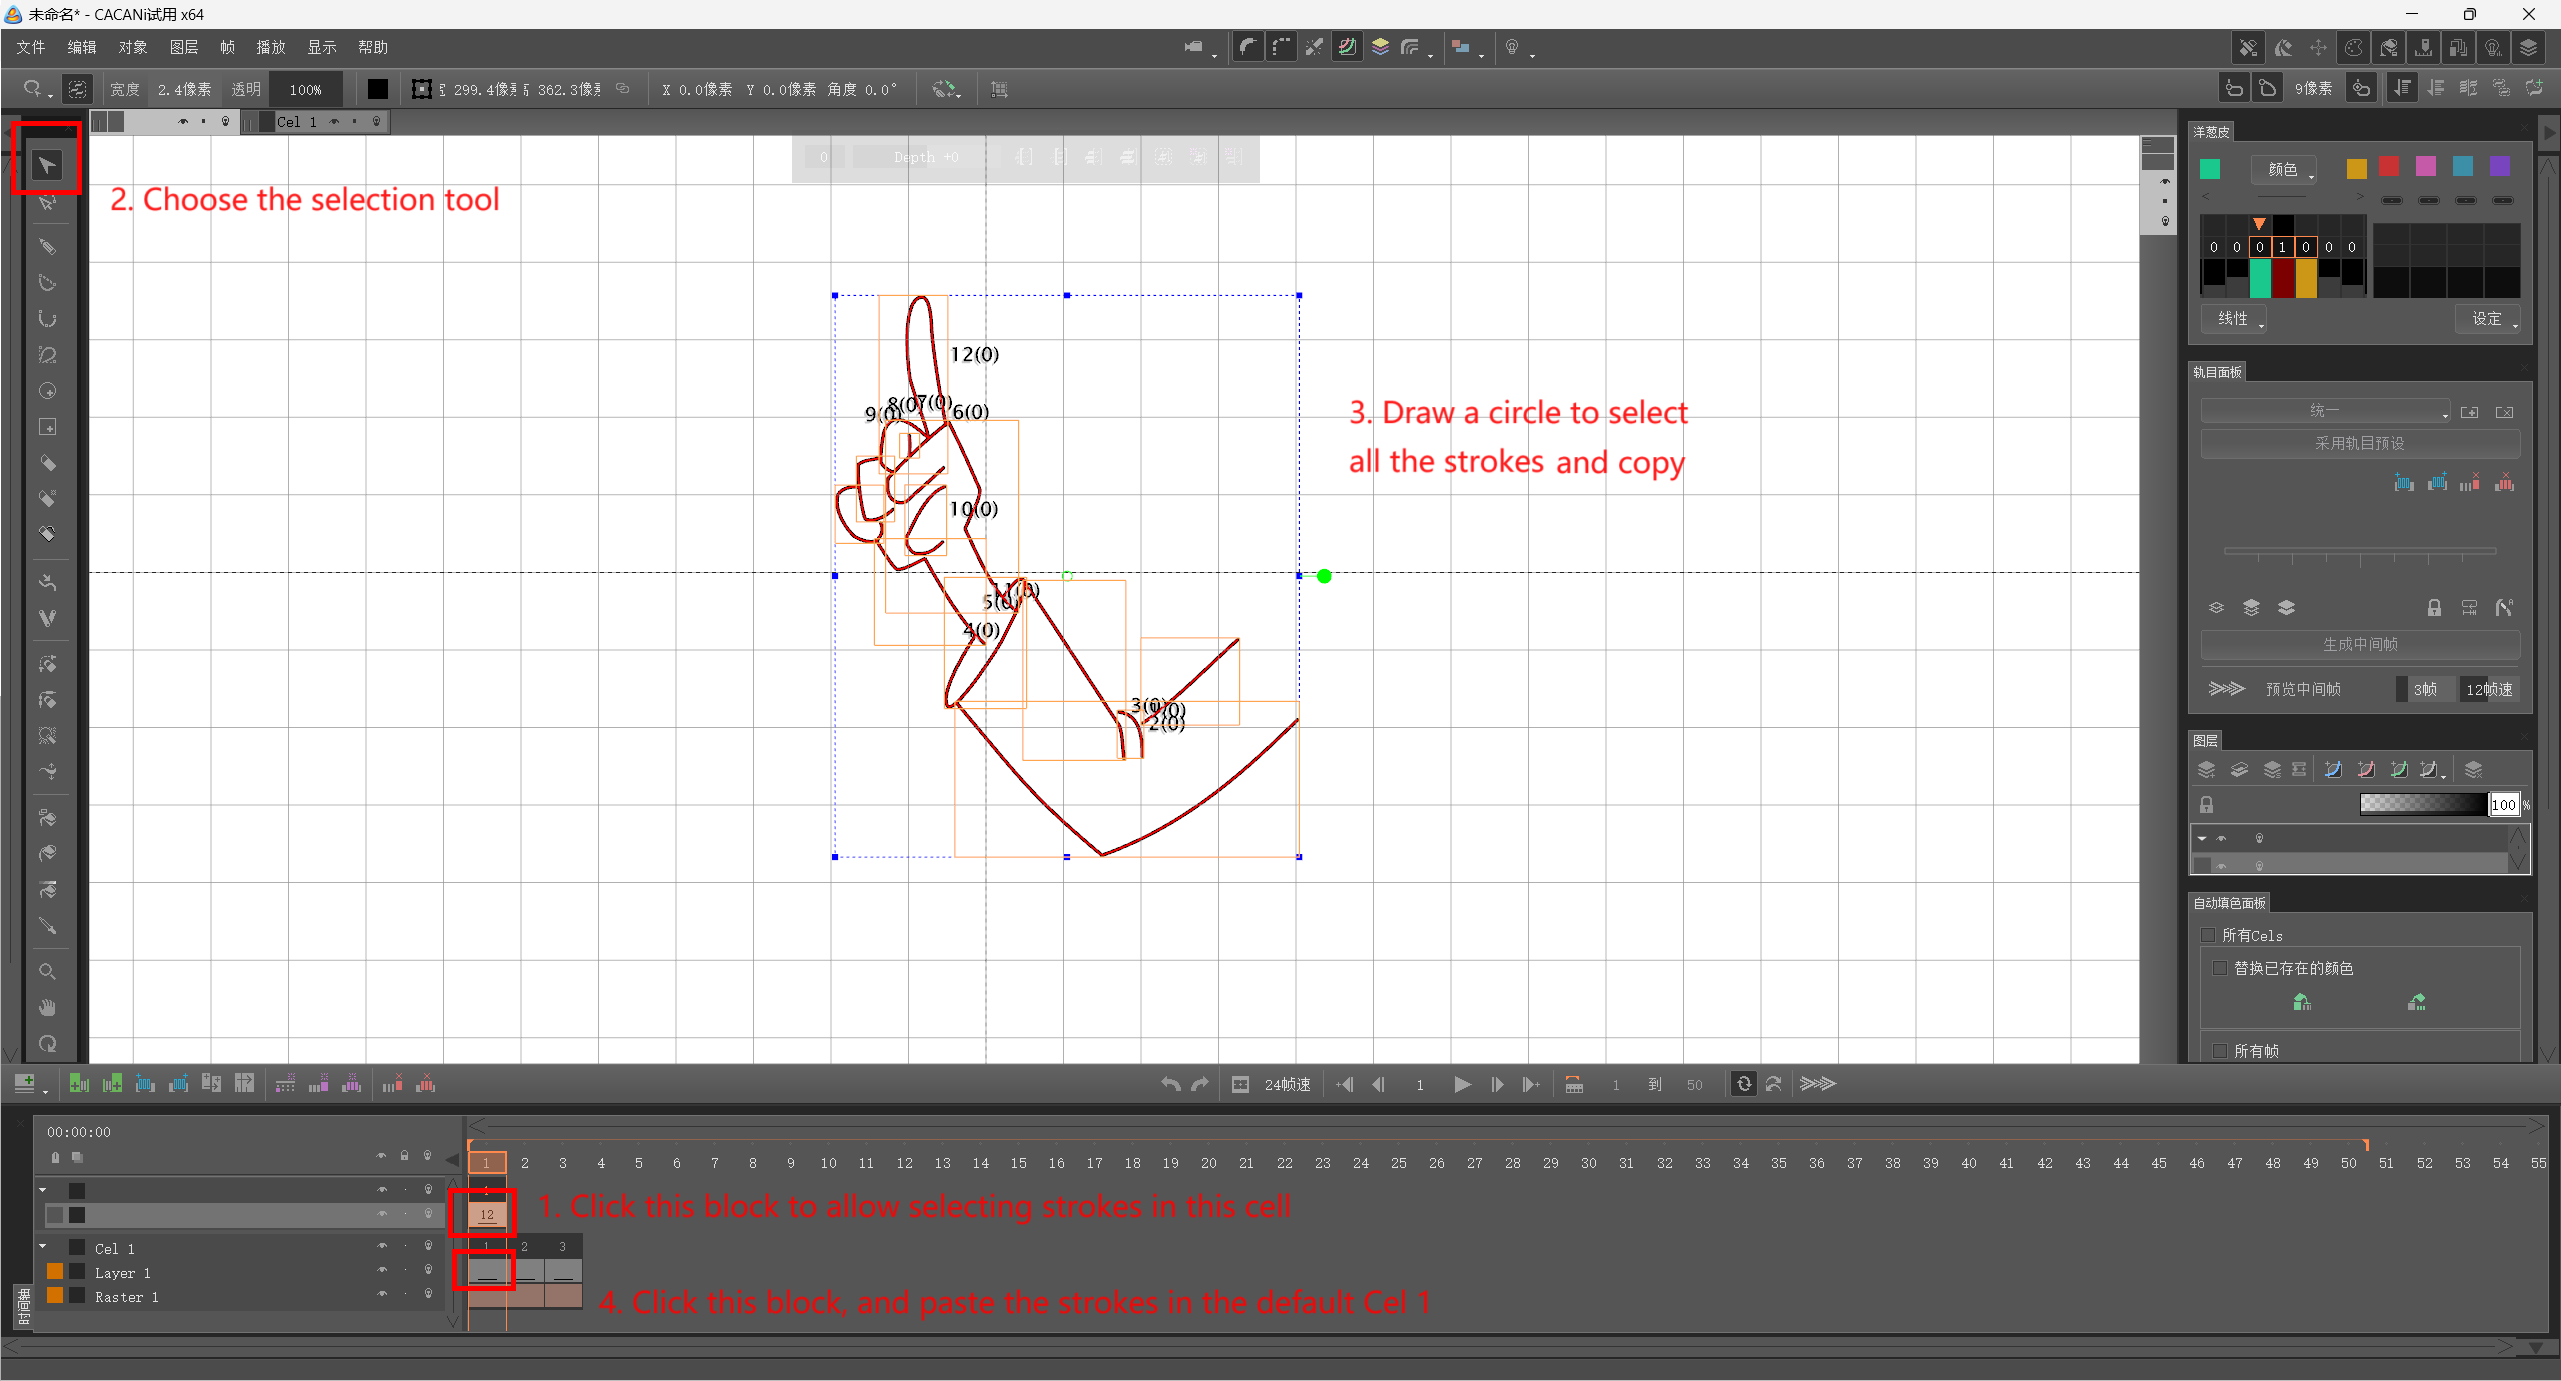 未命名* - CACANi试用 x64
文件 编辑 对象 图层 帧 播放 显示 帮助
宽度 2.4像素 透明 100% 299.4像 362.3像 X 0.0像素 Y 0.0像素 角度 0.0° 9像素
Cel 1
0 Depth +0
2. Choose the selection tool
12(0)
9(0) 8(0) 7(0) 6(0)
3. Draw a circle to select
all the strokes and copy
10(0)
11(0)
5(0)
4(0)
3(0) 1(0)
2(0)
洋葱皮
颜色
0 0 0 1 0 0 0
线性 设定
轨目面板
统一
采用轨目预设
生成中间帧
预览中间帧 3帧 12帧速
图层
100 %
自动填色面板
所有Cels
替换已存在的颜色
所有帧
24帧速 1 1 到 50
00:00:00
1 2 3 4 5 6 7 8 9 10 11 12 13 14 15 16 17 18 19 20 21 22 23 24 25 26 27 28 29 30 31 32 33 34 35 36 37 38 39 40 41 42 43 44 45 46 47 48 49 50 51 52 53 54 55
1
12
1. Click this block to allow selecting strokes in this cell
Cel 1 1 2 3
Layer 1
Raster 1
4. Click this block, and paste the strokes in the default Cel 1